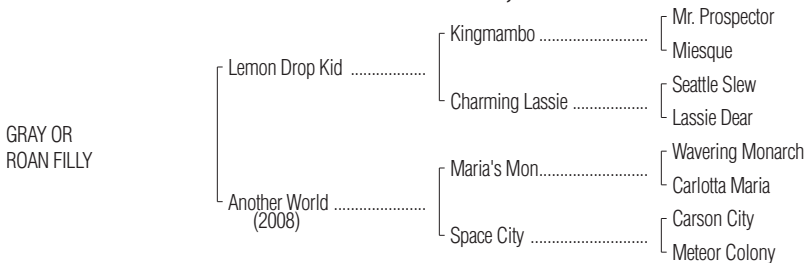 Mr. Prospector
Kingmambo ..........................
Miesque
Lemon Drop Kid ..................
Seattle Slew
Charming Lassie ..................
Lassie Dear
GRAY OR
ROAN FILLY
Wavering Monarch
Maria's Mon..........................
Carlotta Maria
Another World ......................
(2008)
Carson City
Space City ............................
Meteor Colony